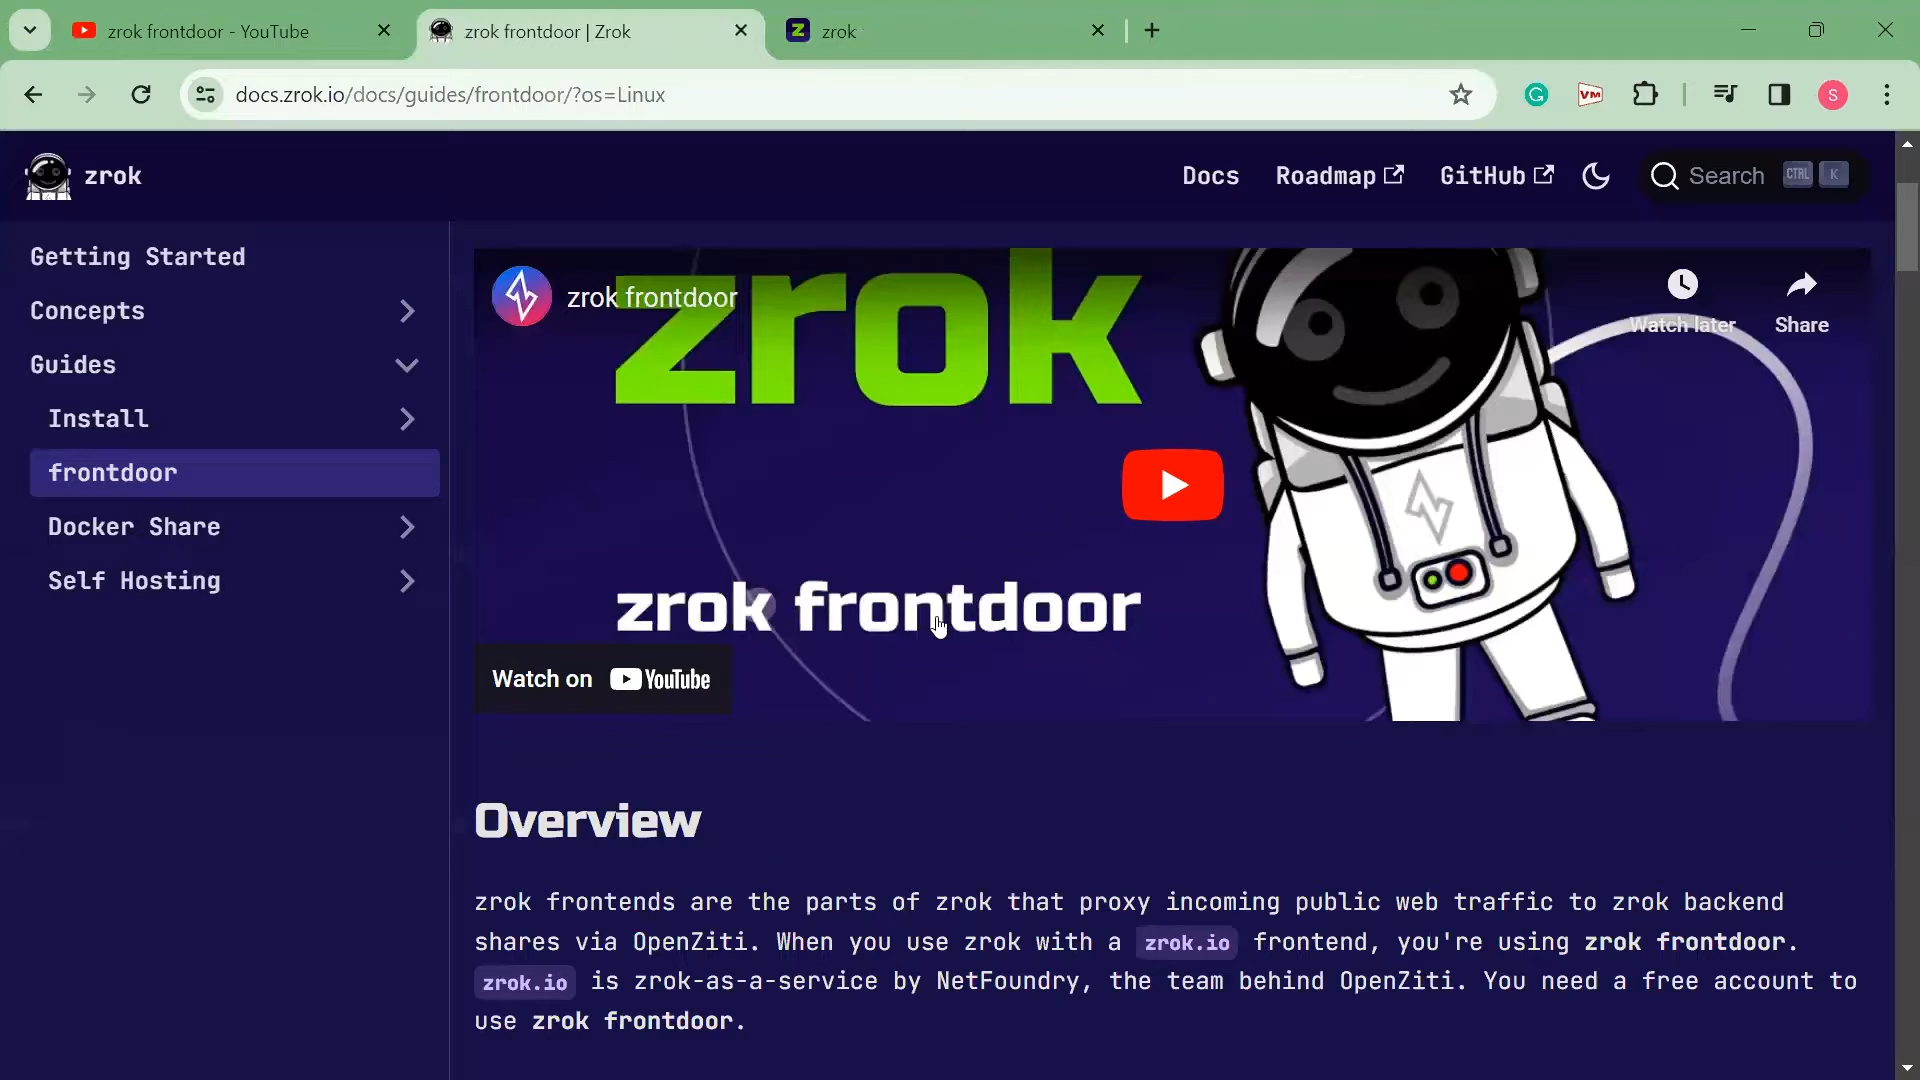 zrok frontdoor - YouTube
zrok frontdoor | Zrok
zrok
docs.zrok.io/docs/guides/frontdoor/?os=Linux
VM
S
zrok
Docs
Roadmap
GitHub
Search
CTRL
K
Getting Started
Concepts
Guides
Install
frontdoor
Docker Share
Self Hosting
zrok frontdoor
zrok
Watch later
Share
zrok frontdoor
Watch on YouTube
Overview
zrok frontends are the parts of zrok that proxy incoming public web traffic to zrok backend
shares via OpenZiti. When you use zrok with a zrok.io frontend, you're using zrok frontdoor.
zrok.io is zrok-as-a-service by NetFoundry, the team behind OpenZiti. You need a free account to
use zrok frontdoor.